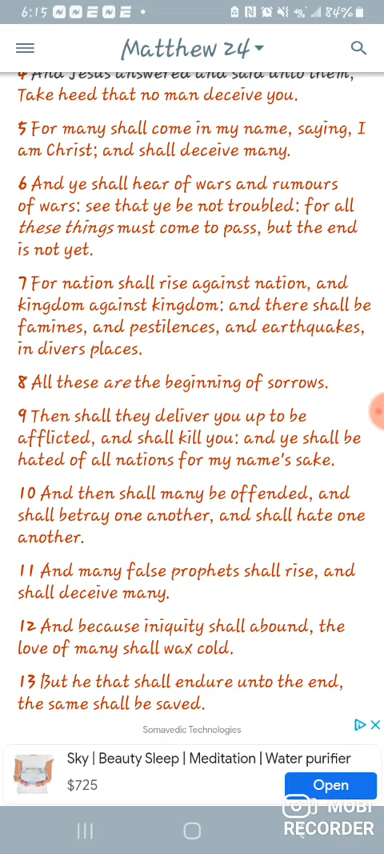 6:15
84%
Matthew 24
4 And Jesus answered and said unto them,
Take heed that no man deceive you.
5 For many shall come in my name, saying, I
am Christ; and shall deceive many.
6 And ye shall hear of wars and rumours
of wars: see that ye be not troubled: for all
these things must come to pass, but the end
is not yet.
7 For nation shall rise against nation, and
kingdom against kingdom: and there shall be
famines, and pestilences, and earthquakes,
in divers places.
8 All these are the beginning of sorrows.
9 Then shall they deliver you up to be
afflicted, and shall kill you: and ye shall be
hated of all nations for my name's sake.
10 And then shall many be offended, and
shall betray one another, and shall hate one
another.
11 And many false prophets shall rise, and
shall deceive many.
12 And because iniquity shall abound, the
love of many shall wax cold.
13 But he that shall endure unto the end,
the same shall be saved.
Somavedic Technologies
Sky | Beauty Sleep | Meditation | Water purifier
$725
Open
MOBI
RECORDER